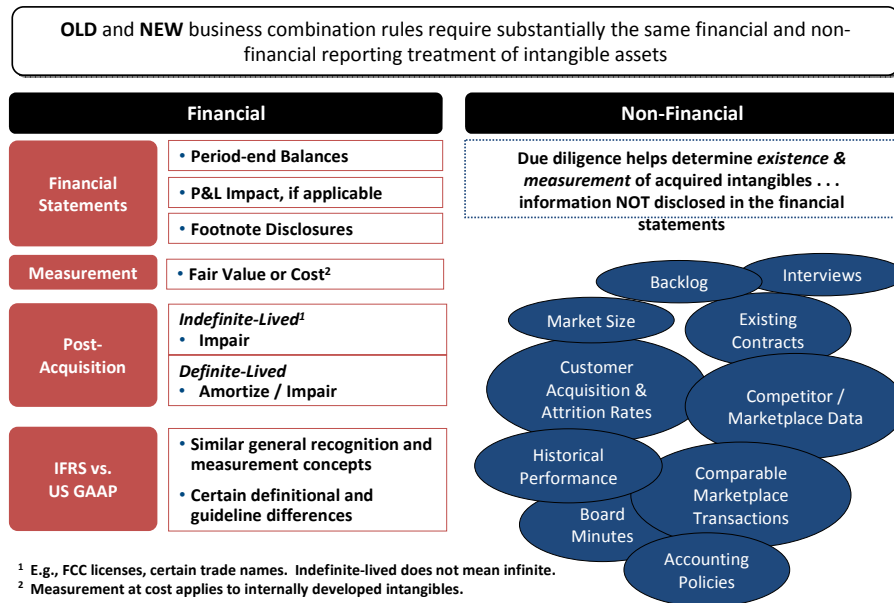 OLD and NEW business combination rules require substantially the same financial and non-
financial reporting treatment of intangible assets
Financial
Financial
Statements
• Period-end Balances
• P&L Impact, if applicable
• Footnote Disclosures
Measurement
• Fair Value or Cost²
Post-
Acquisition
Indefinite-Lived¹
• Impair
Definite-Lived
• Amortize / Impair
IFRS vs.
US GAAP
• Similar general recognition and
measurement concepts
• Certain definitional and
guideline differences
Non-Financial
Due diligence helps determine existence &
measurement of acquired intangibles . . .
information NOT disclosed in the financial
statements
Backlog
Interviews
Market Size
Existing
Contracts
Customer
Acquisition &
Attrition Rates
Competitor /
Marketplace Data
Historical
Performance
Comparable
Marketplace
Transactions
Board
Minutes
Accounting
Policies
¹ E.g., FCC licenses, certain trade names. Indefinite-lived does not mean infinite.
² Measurement at cost applies to internally developed intangibles.